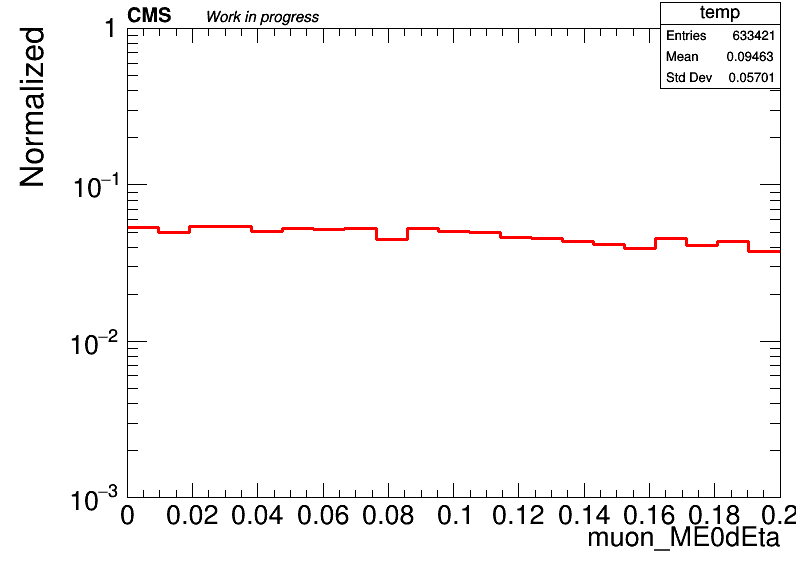 CMS Work in progress
temp
Entries 633421
Mean 0.09463
Std Dev 0.05701
Normalized
1
10⁻¹
10⁻²
10⁻³
0 0.02 0.04 0.06 0.08 0.1 0.12 0.14 0.16 0.18 0.2
muon_ME0dEta